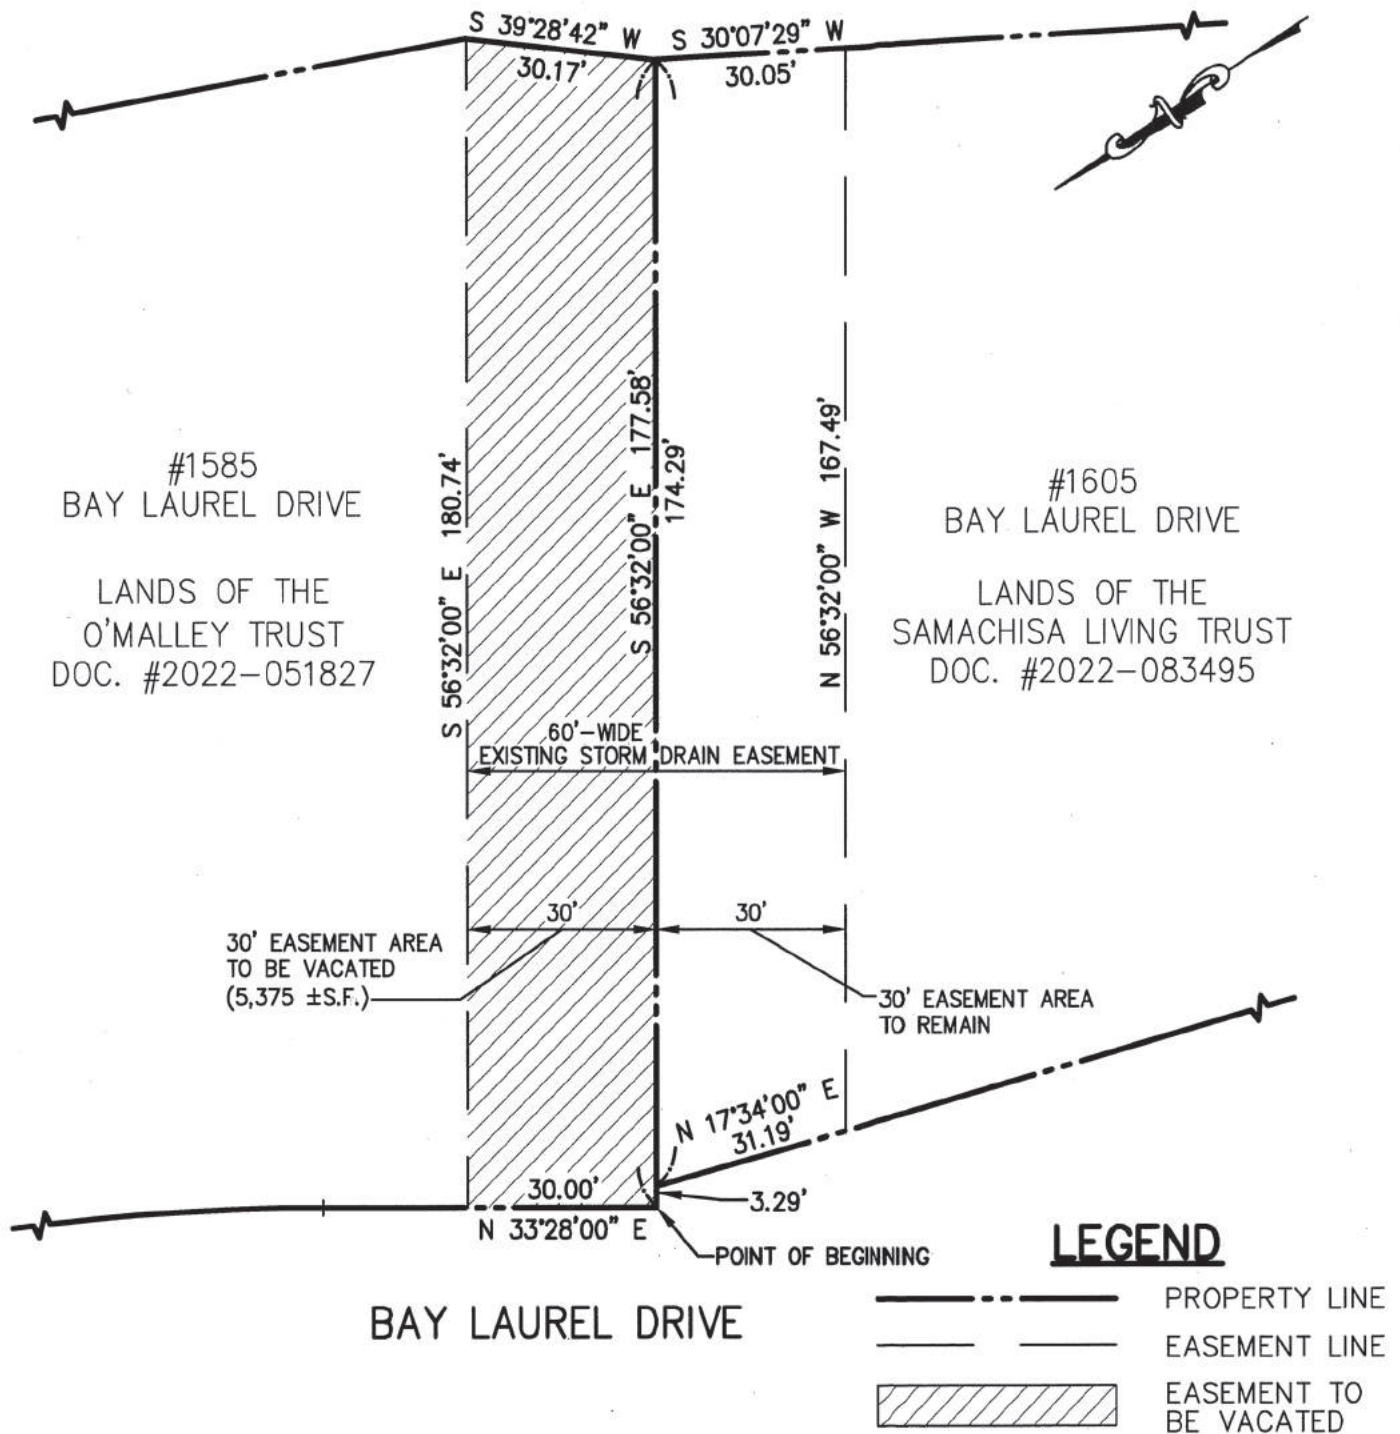 S 39°28'42" W
30.17'
S 30°07'29" W
30.05'
S 56°32'00" E 180.74'
S 56°32'00" E 177.58'
174.29'
N 56°32'00" W 167.49'
#1585
BAY LAUREL DRIVE
LANDS OF THE
O'MALLEY TRUST
DOC. #2022-051827
#1605
BAY LAUREL DRIVE
LANDS OF THE
SAMACHISA LIVING TRUST
DOC. #2022-083495
60'-WIDE
EXISTING STORM DRAIN EASEMENT
30'
30'
30' EASEMENT AREA
TO BE VACATED
(5,375 ±S.F.)
30' EASEMENT AREA
TO REMAIN
N 17°34'00" E
31.19'
30.00'
N 33°28'00" E
3.29'
POINT OF BEGINNING
BAY LAUREL DRIVE
LEGEND
PROPERTY LINE
EASEMENT LINE
EASEMENT TO
BE VACATED